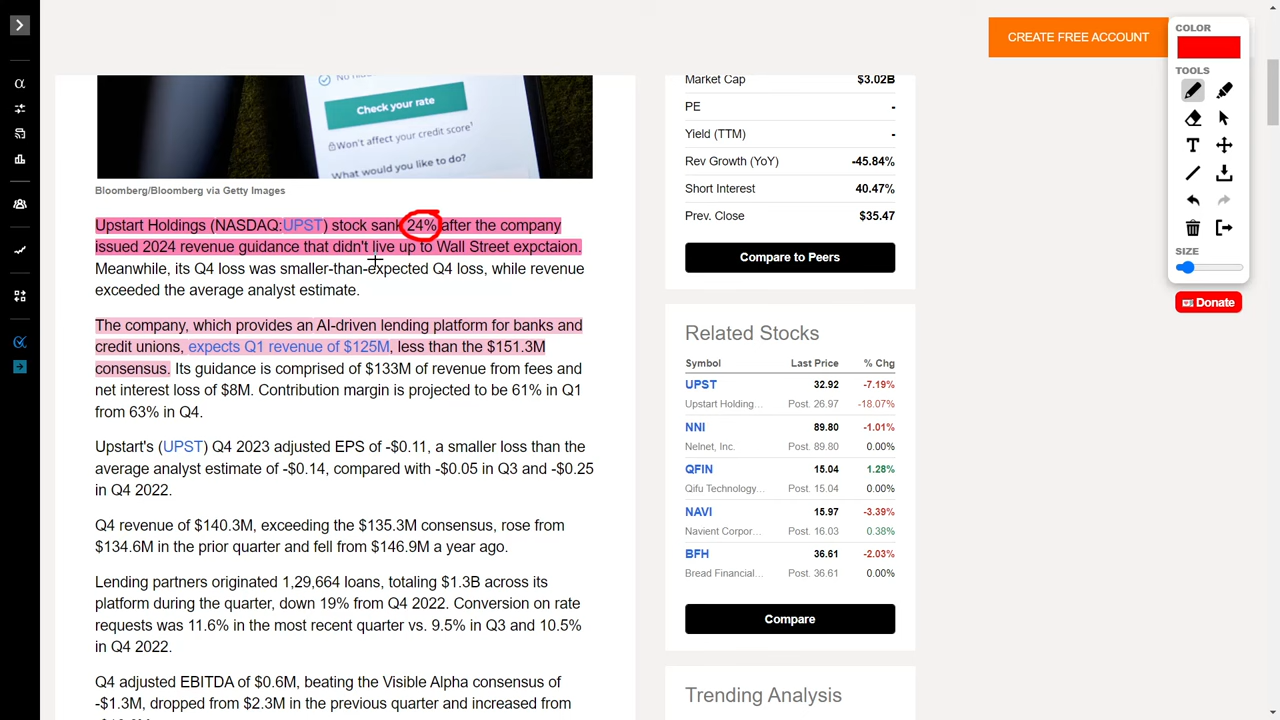 CREATE FREE ACCOUNT
COLOR
TOOLS
SIZE
Donate
Check your rate
Won't affect your credit score¹
What would you like to do?
Bloomberg/Bloomberg via Getty Images
Upstart Holdings (NASDAQ:UPST) stock sank 24% after the company
issued 2024 revenue guidance that didn't live up to Wall Street expctaion.
Meanwhile, its Q4 loss was smaller-than-expected Q4 loss, while revenue
exceeded the average analyst estimate.
The company, which provides an AI-driven lending platform for banks and
credit unions, expects Q1 revenue of $125M, less than the $151.3M
consensus. Its guidance is comprised of $133M of revenue from fees and
net interest loss of $8M. Contribution margin is projected to be 61% in Q1
from 63% in Q4.
Upstart's (UPST) Q4 2023 adjusted EPS of -$0.11, a smaller loss than the
average analyst estimate of -$0.14, compared with -$0.05 in Q3 and -$0.25
in Q4 2022.
Q4 revenue of $140.3M, exceeding the $135.3M consensus, rose from
$134.6M in the prior quarter and fell from $146.9M a year ago.
Lending partners originated 1,29,664 loans, totaling $1.3B across its
platform during the quarter, down 19% from Q4 2022. Conversion on rate
requests was 11.6% in the most recent quarter vs. 9.5% in Q3 and 10.5%
in Q4 2022.
Q4 adjusted EBITDA of $0.6M, beating the Visible Alpha consensus of
-$1.3M, dropped from $2.3M in the previous quarter and increased from
Market Cap $3.02B
PE -
Yield (TTM) -
Rev Growth (YoY) -45.84%
Short Interest 40.47%
Prev. Close $35.47
Compare to Peers
Related Stocks
Symbol Last Price % Chg
UPST 32.92 -7.19%
Upstart Holding... Post. 26.97 -18.07%
NNI 89.80 -1.01%
Nelnet, Inc. Post. 89.80 0.00%
QFIN 15.04 1.28%
Qifu Technology... Post. 15.04 0.00%
NAVI 15.97 -3.39%
Navient Corpor... Post. 16.03 0.38%
BFH 36.61 -2.03%
Bread Financial... Post. 36.61 0.00%
Compare
Trending Analysis